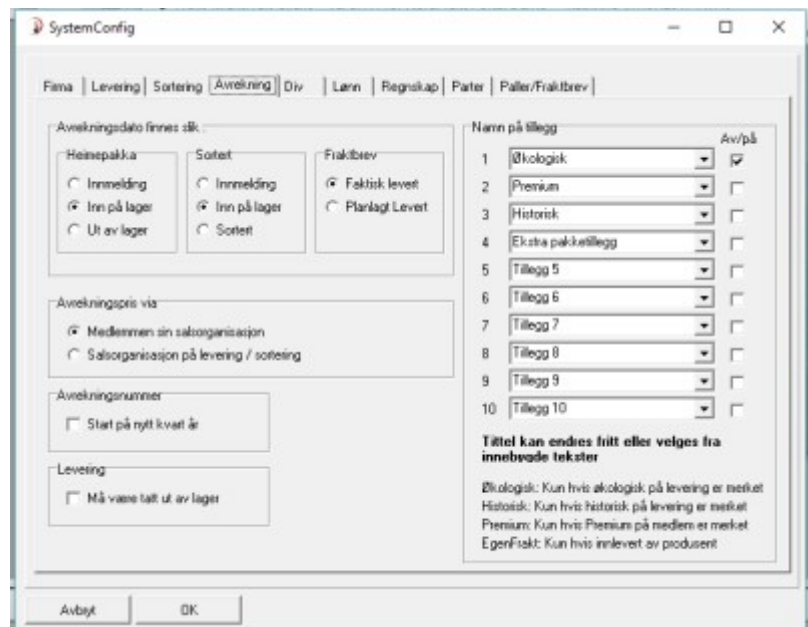 SystemConfig
Firma Levering Sortering Avrekning Div Lønn Regnskap Parter Paller/Fraktbrev
Avrekningsdato finnes slik :
Heimepakka
Innmelding
Inn på lager
Ut av lager
Sortert
Innmelding
Inn på lager
Sortert
Fraktbrev
Faktisk levert
Planlagt Levert
Avrekningspris via
Medlemmen sin salsorganisasjon
Salsorganisasjon på levering / sortering
Avrekningsnummer
Start på nytt kvart år
Levering
Må være tatt ut av lager
Namn på tillegg
Av/på
1 Økologisk
2 Premium
3 Historisk
4 Ekstra pakketillegg
5 Tillegg 5
6 Tillegg 6
7 Tillegg 7
8 Tillegg 8
9 Tillegg 9
10 Tillegg 10
Tittel kan endres fritt eller velges fra
innebygde tekster
Økologisk: Kun hvis økologisk på levering er merket
Historisk: Kun hvis historisk på levering er merket
Premium: Kun hvis Premium på medlem er merket
EgenFrakt: Kun hvis innlevert av produsent
Avbryt OK